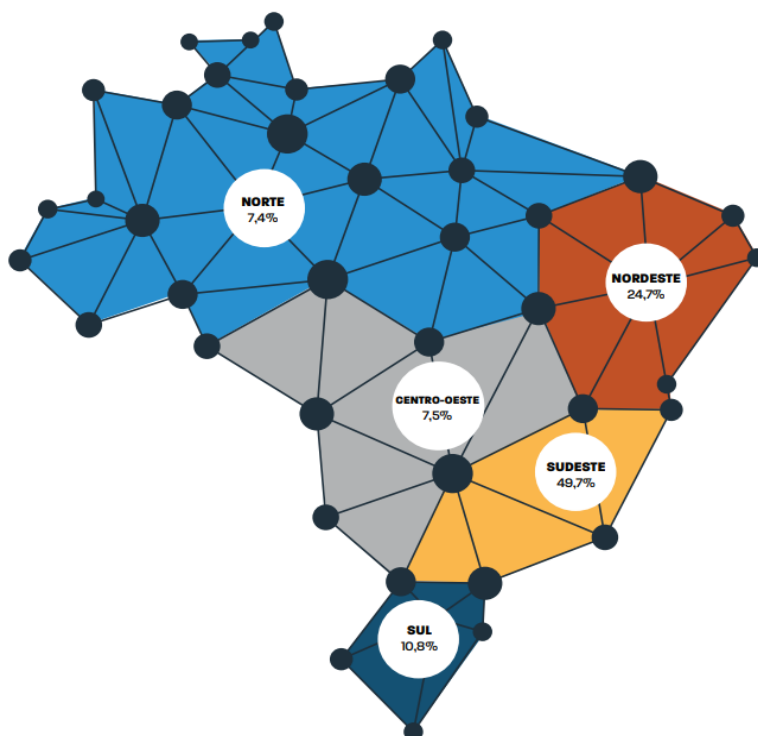 NORTE
7,4%
NORDESTE
24,7%
CENTRO-OESTE
7,5%
SUDESTE
49,7%
SUL
10,8%